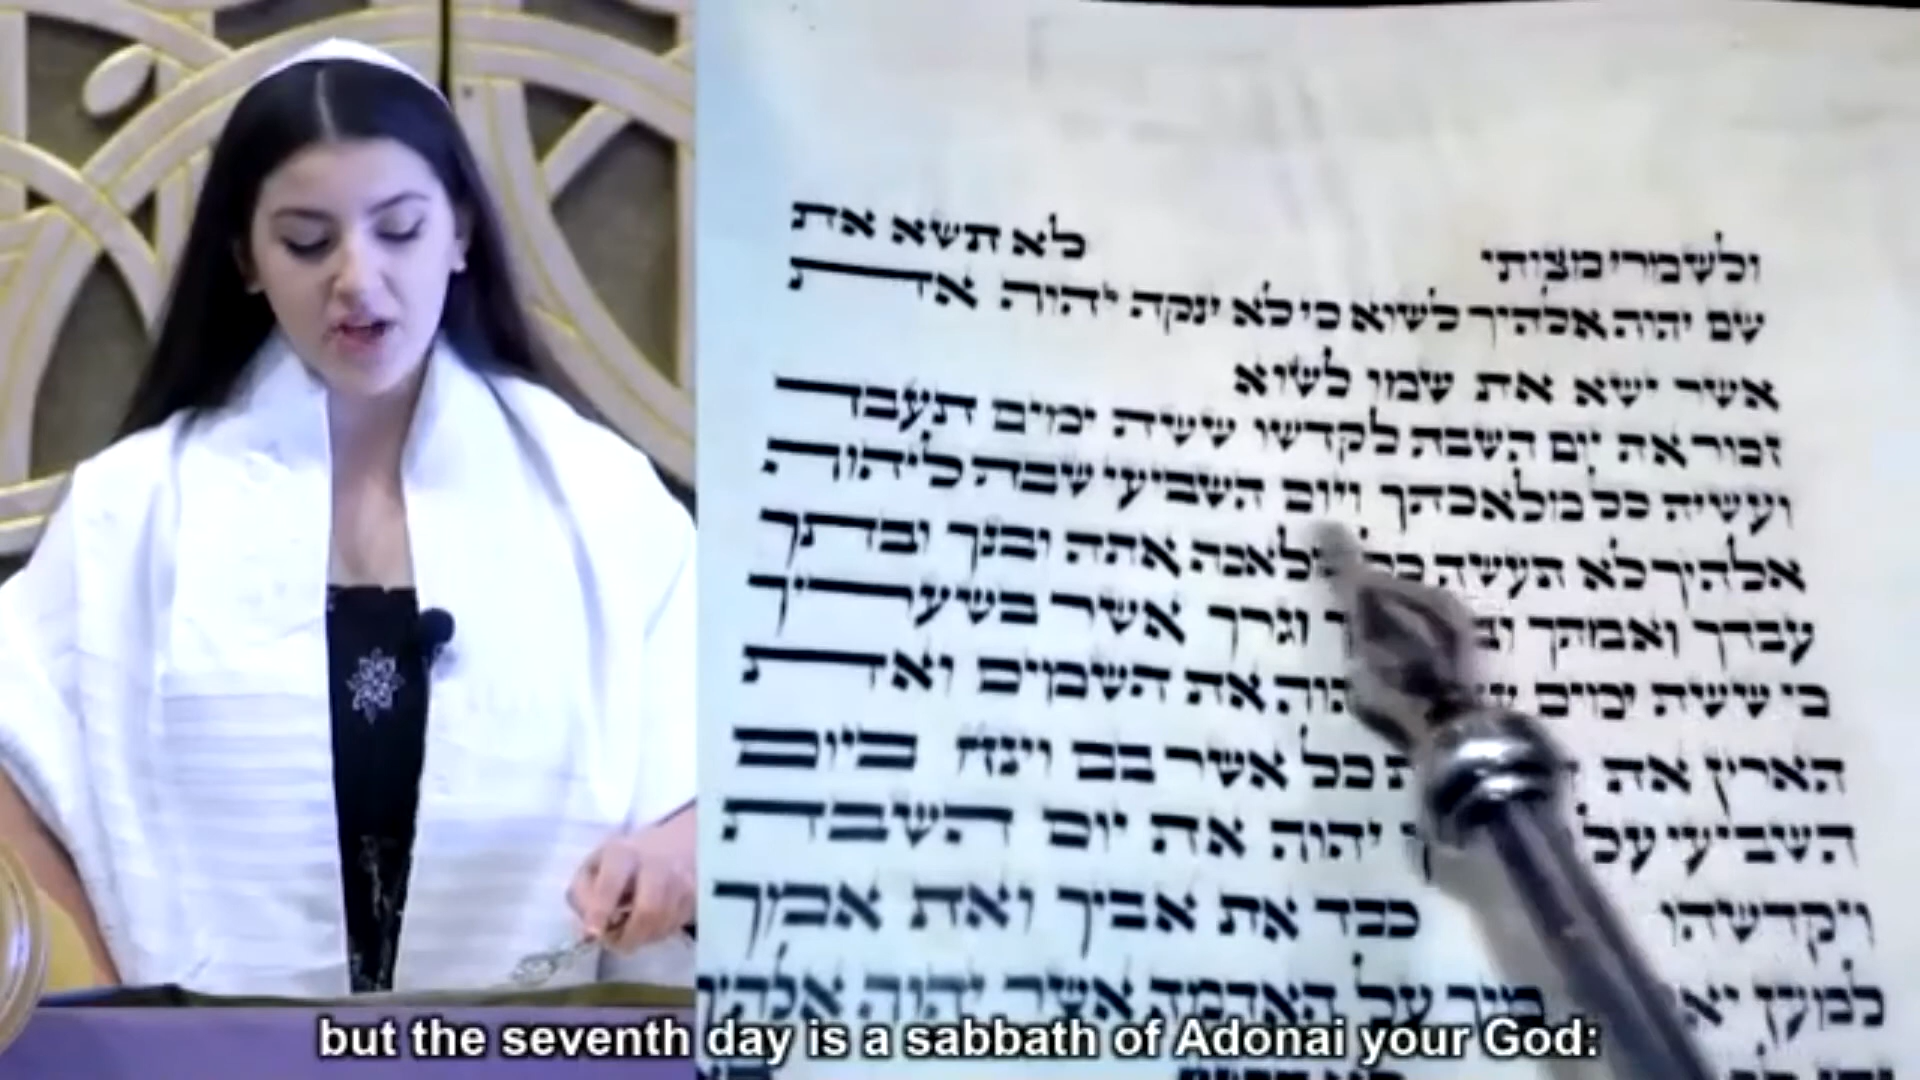 ולשמרי מצותי לא תשא את
שם יהוה אלהיך לשוא כי לא ינקה יהוה את
אשר ישא את שמו לשוא
זכור את יום השבת לקדשו ששת ימים תעבד
ועשית כל מלאכתך ויום השביעי שבת ליהוה
אלהיך לא תעשה כל מלאכה אתה ובנך ובתך
עבדך ואמתך וגרך אשר בשעריך
כי ששת ימים את השמים ואת
הארץ את כל אשר בם וינח ביום
השביעי על יהוה את יום השבת
ויקדשהו כבד את אביך ואת אמך
למען על האדמה אשר יהוה אלהיך
but the seventh day is a sabbath of Adonai your God: